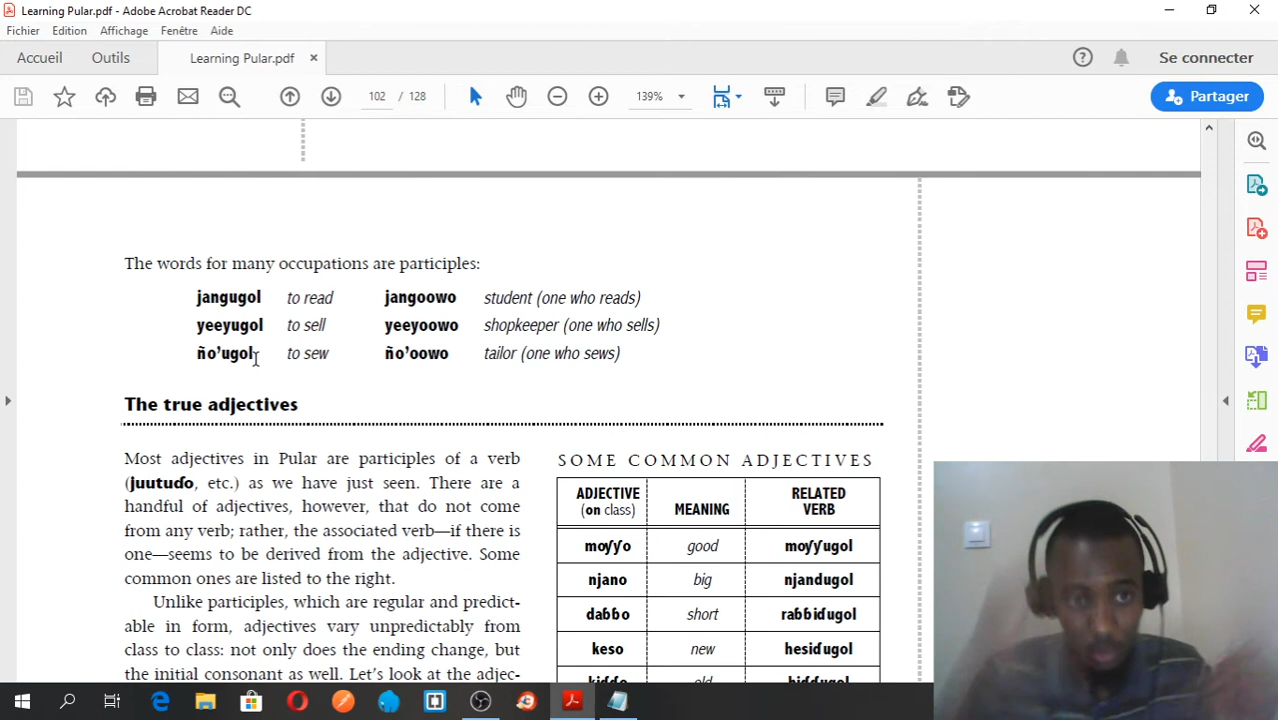 Learning Pular.pdf - Adobe Acrobat Reader DC
Fichier Edition Affichage Fenêtre Aide
Accueil Outils Learning Pular.pdf × Se connecter
102 / 128 139% Partager
The words for many occupations are participles:
jangugol to read jangoowo student (one who reads)
yeeyugol to sell yeeyoowo shopkeeper (one who sells)
ño'ugol to sew ño'oowo tailor (one who sews)
The true adjectives
Most adjectives in Pular are participles of a verb
(juutuɗo, etc.) as we have just seen. There are a
handful of adjectives, however, that do not come
from any verb; rather, the associated verb—if there is
one—seems to be derived from the adjective. Some
common ones are listed to the right.
Unlike participles, which are regular and predict-
able in form, adjectives vary unpredictably from
class to class: not only does the ending change, but
the initial consonant as well. Let's look at the adjec-
SOME COMMON ADJECTIVES
ADJECTIVE (on class) MEANING RELATED VERB
moƴƴo good moƴƴugol
njano big njandugol
daɓɓo short raɓɓiɗugol
keso new hesiɗugol
kiɗɗo old hiɗɗugol